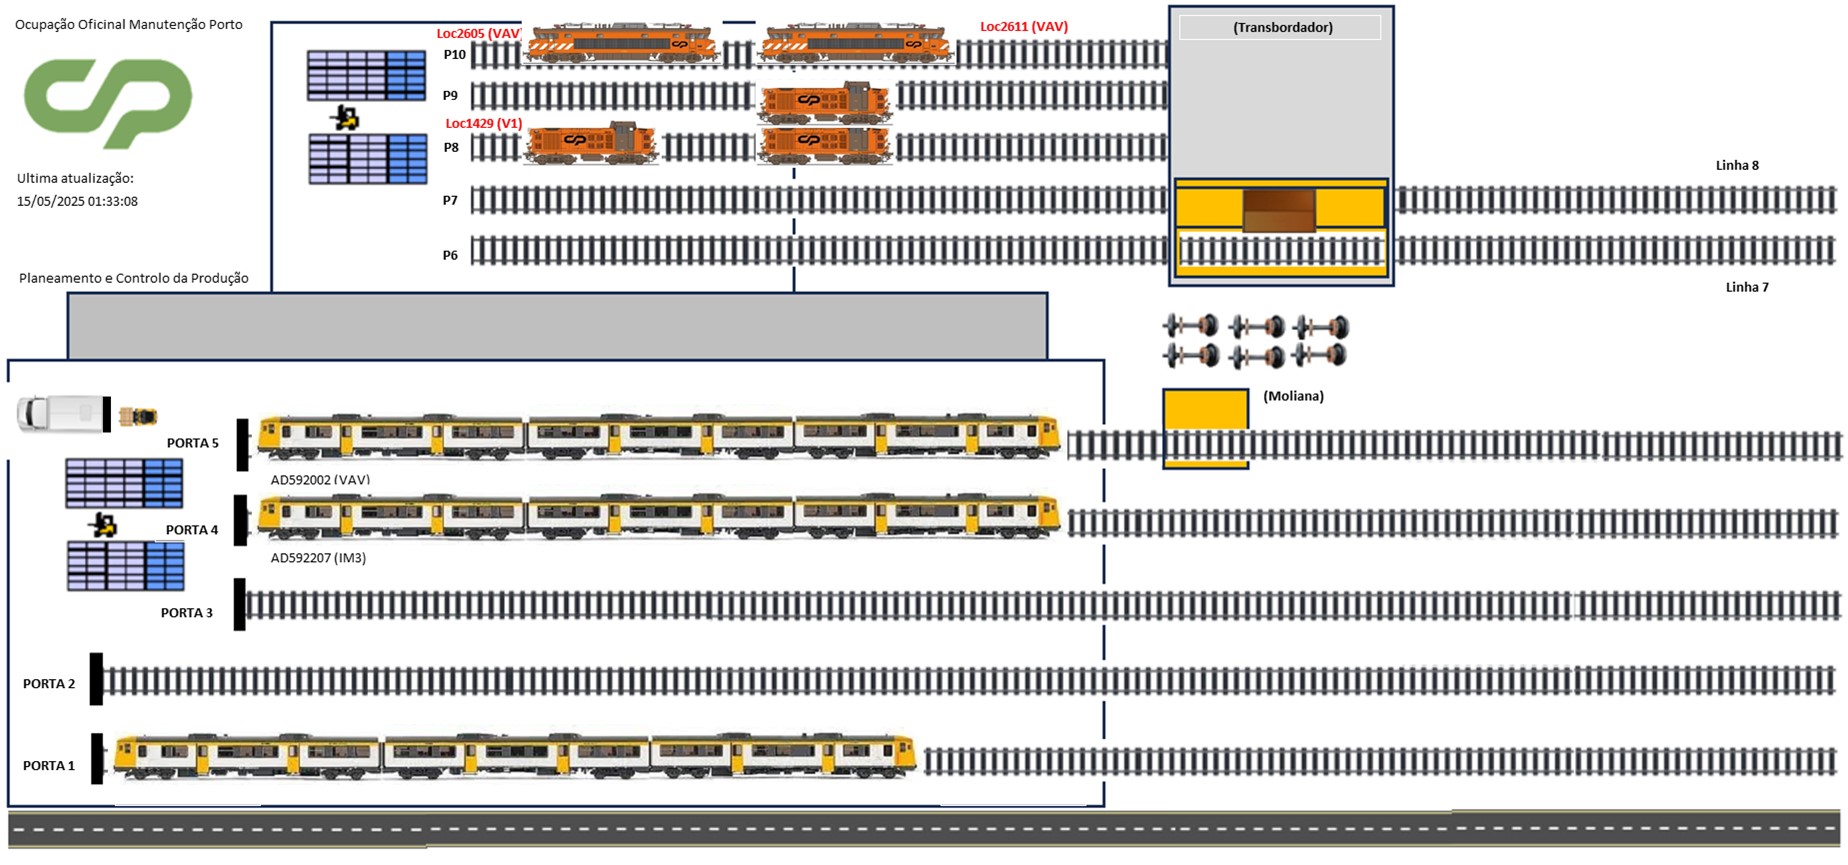 Ocupação Oficinal Manutenção Porto
Loc2605 (VAV)
Loc2611 (VAV)
(Transbordador)
P10
P9
Loc1429 (V1)
P8
Ultima atualização:
15/05/2025 01:33:08
Linha 8
P7
P6
Planeamento e Controlo da Produção
Linha 7
(Moliana)
PORTA 5
AD592002 (VAV)
PORTA 4
AD592207 (IM3)
PORTA 3
PORTA 2
PORTA 1